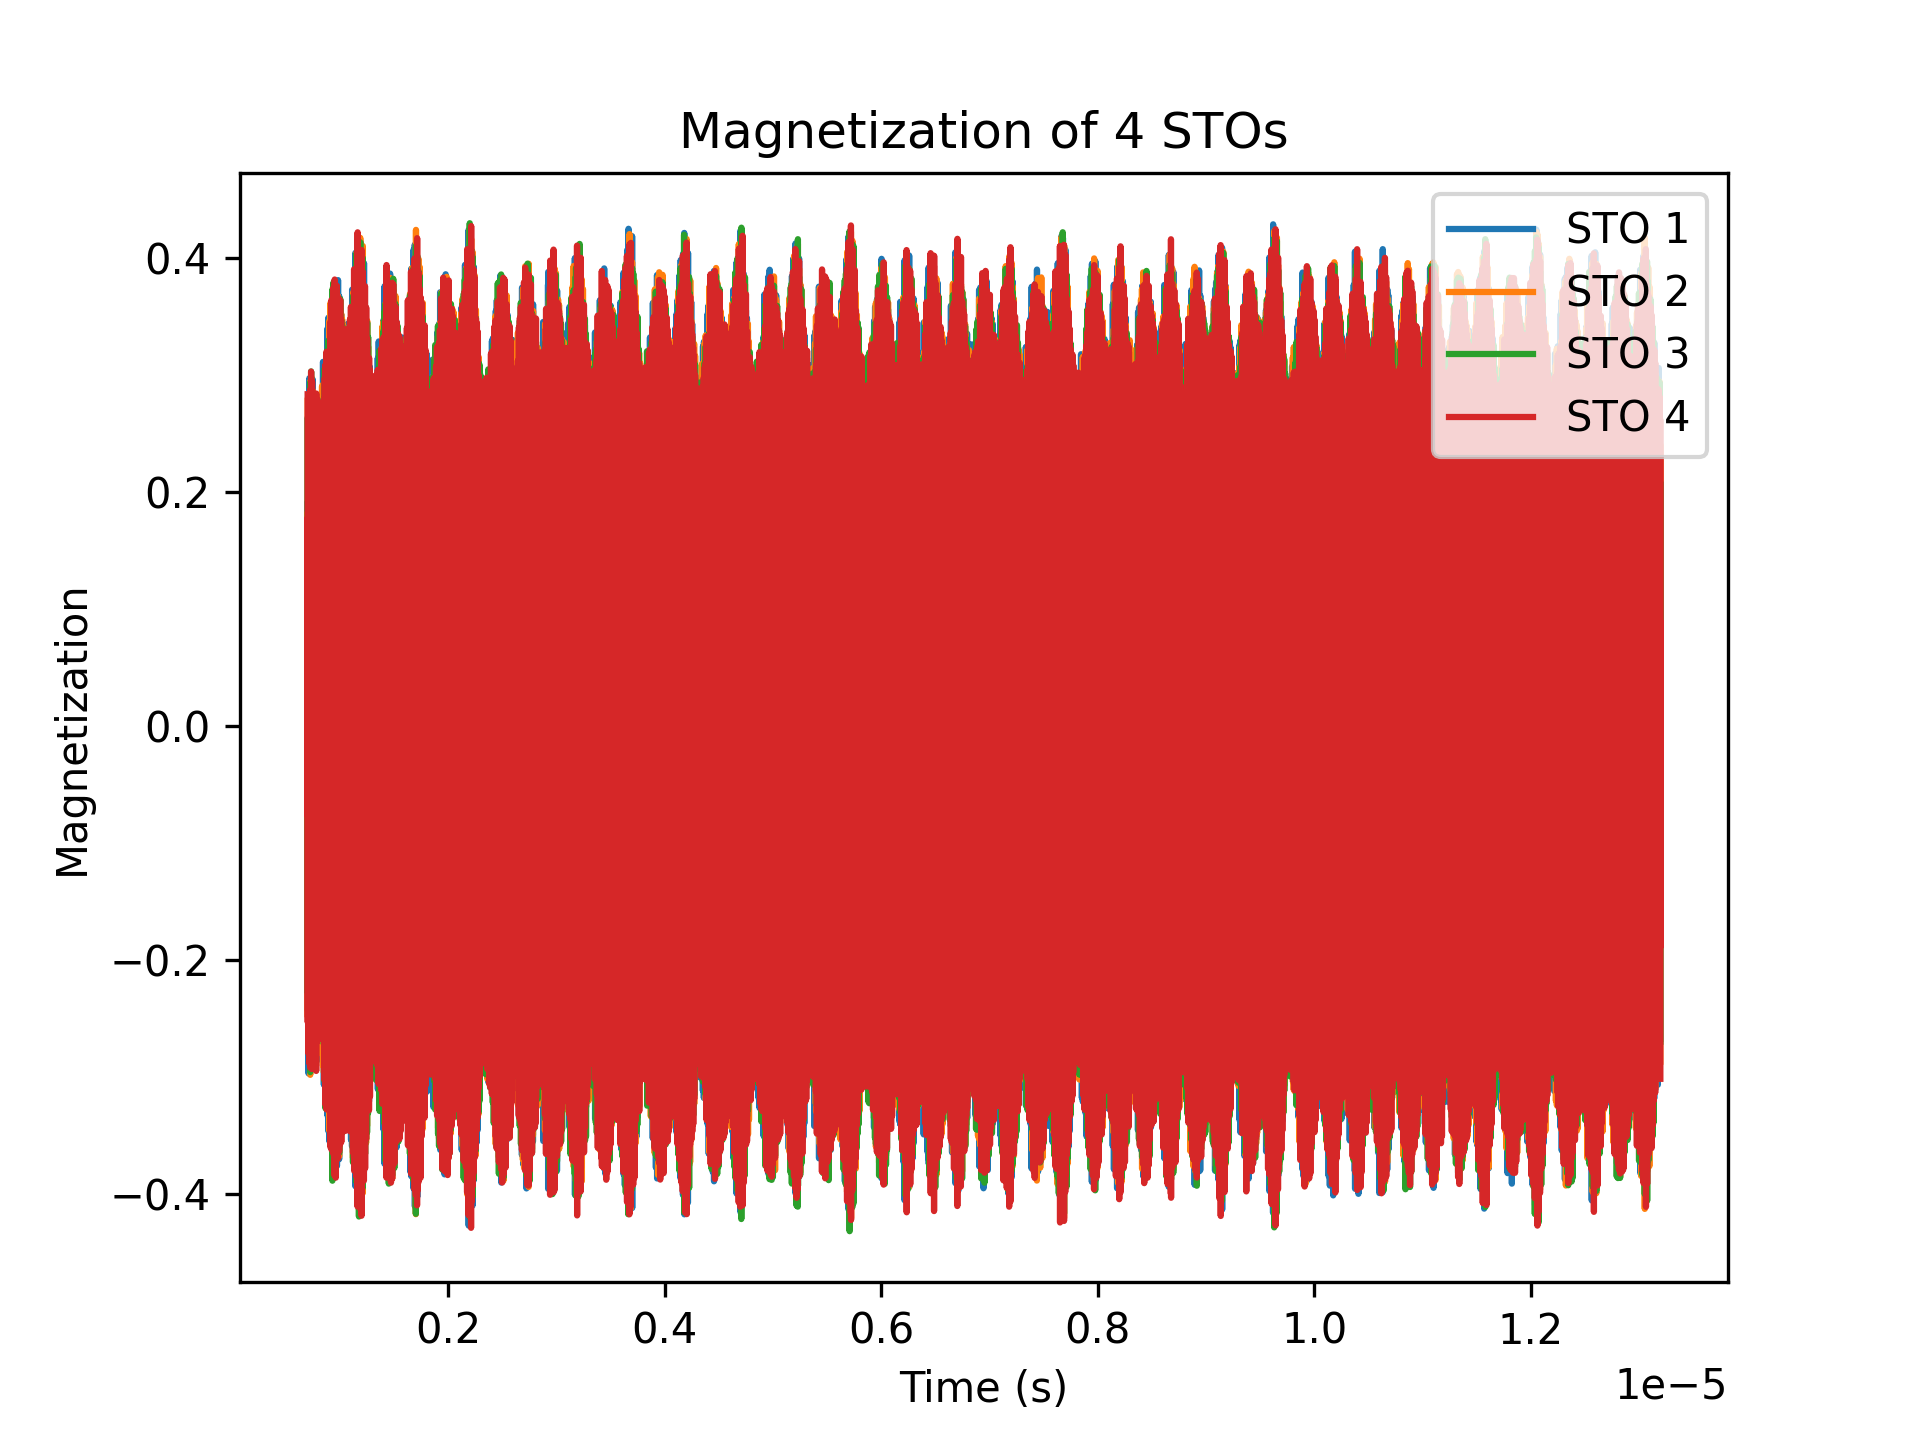 Magnetization of 4 STOs
STO 1
STO 2
STO 3
STO 4
Magnetization
0.4
0.2
0.0
−0.2
−0.4
0.2 0.4 0.6 0.8 1.0 1.2
1e−5
Time (s)